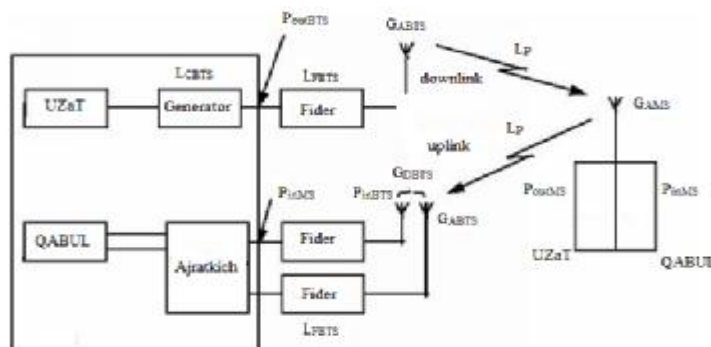 PoutBTS
GABTS
LCBTS
LFBTS
LP
UZaT
Generator
Fider
downlink
GAMS
uplink
LP
GDBTS
PinMS
PinBTS
GABTS
PoutMS
PinMS
QABUL
Ajratkich
Fider
UZaT
QABUL
Fider
LFBTS